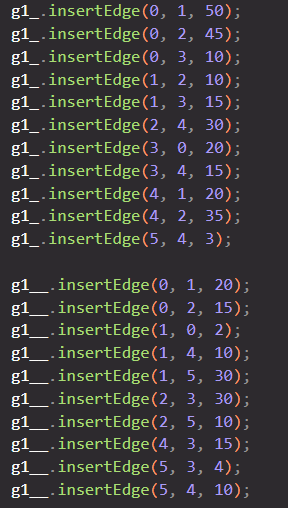 g1_.insertEdge(0, 1, 50);
g1_.insertEdge(0, 2, 45);
g1_.insertEdge(0, 3, 10);
g1_.insertEdge(1, 2, 10);
g1_.insertEdge(1, 3, 15);
g1_.insertEdge(2, 4, 30);
g1_.insertEdge(3, 0, 20);
g1_.insertEdge(3, 4, 15);
g1_.insertEdge(4, 1, 20);
g1_.insertEdge(4, 2, 35);
g1_.insertEdge(5, 4, 3);
g1__.insertEdge(0, 1, 20);
g1__.insertEdge(0, 2, 15);
g1__.insertEdge(1, 0, 2);
g1__.insertEdge(1, 4, 10);
g1__.insertEdge(1, 5, 30);
g1__.insertEdge(2, 3, 30);
g1__.insertEdge(2, 5, 10);
g1__.insertEdge(4, 3, 15);
g1__.insertEdge(5, 3, 4);
g1__.insertEdge(5, 4, 10);